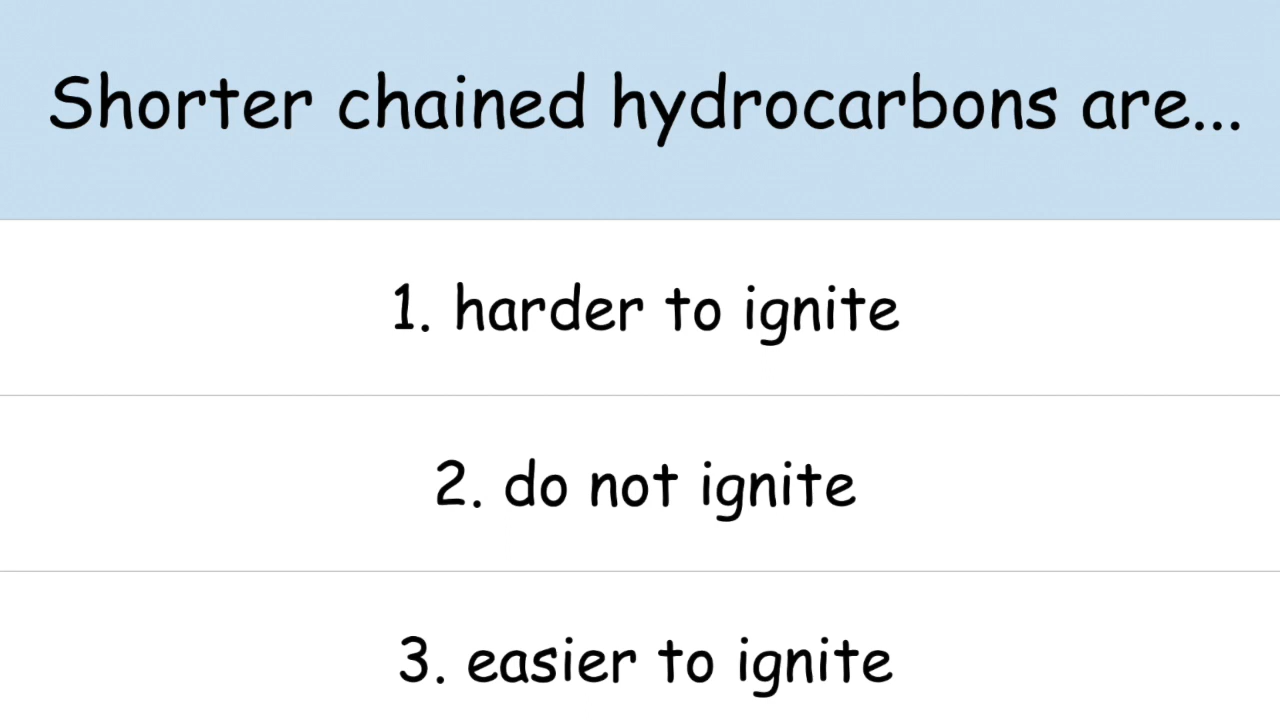 Shorter chained hydrocarbons are...
1. harder to ignite
2. do not ignite
3. easier to ignite